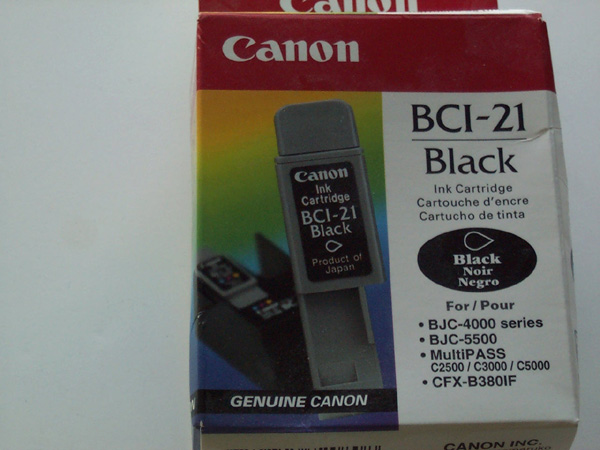 Canon
Canon
BCI-21
Black
Ink Cartridge
Cartouche d'encre
Cartucho de tinta
Black
Noir
Negro
For / Pour
• BJC-4000 series
• BJC-5500
• MultiPASS
C2500 / C3000 / C5000
• CFX-B380IF
Canon
Ink
Cartridge
BCI-21
Black
Product of
Japan
GENUINE CANON
CANON INC.